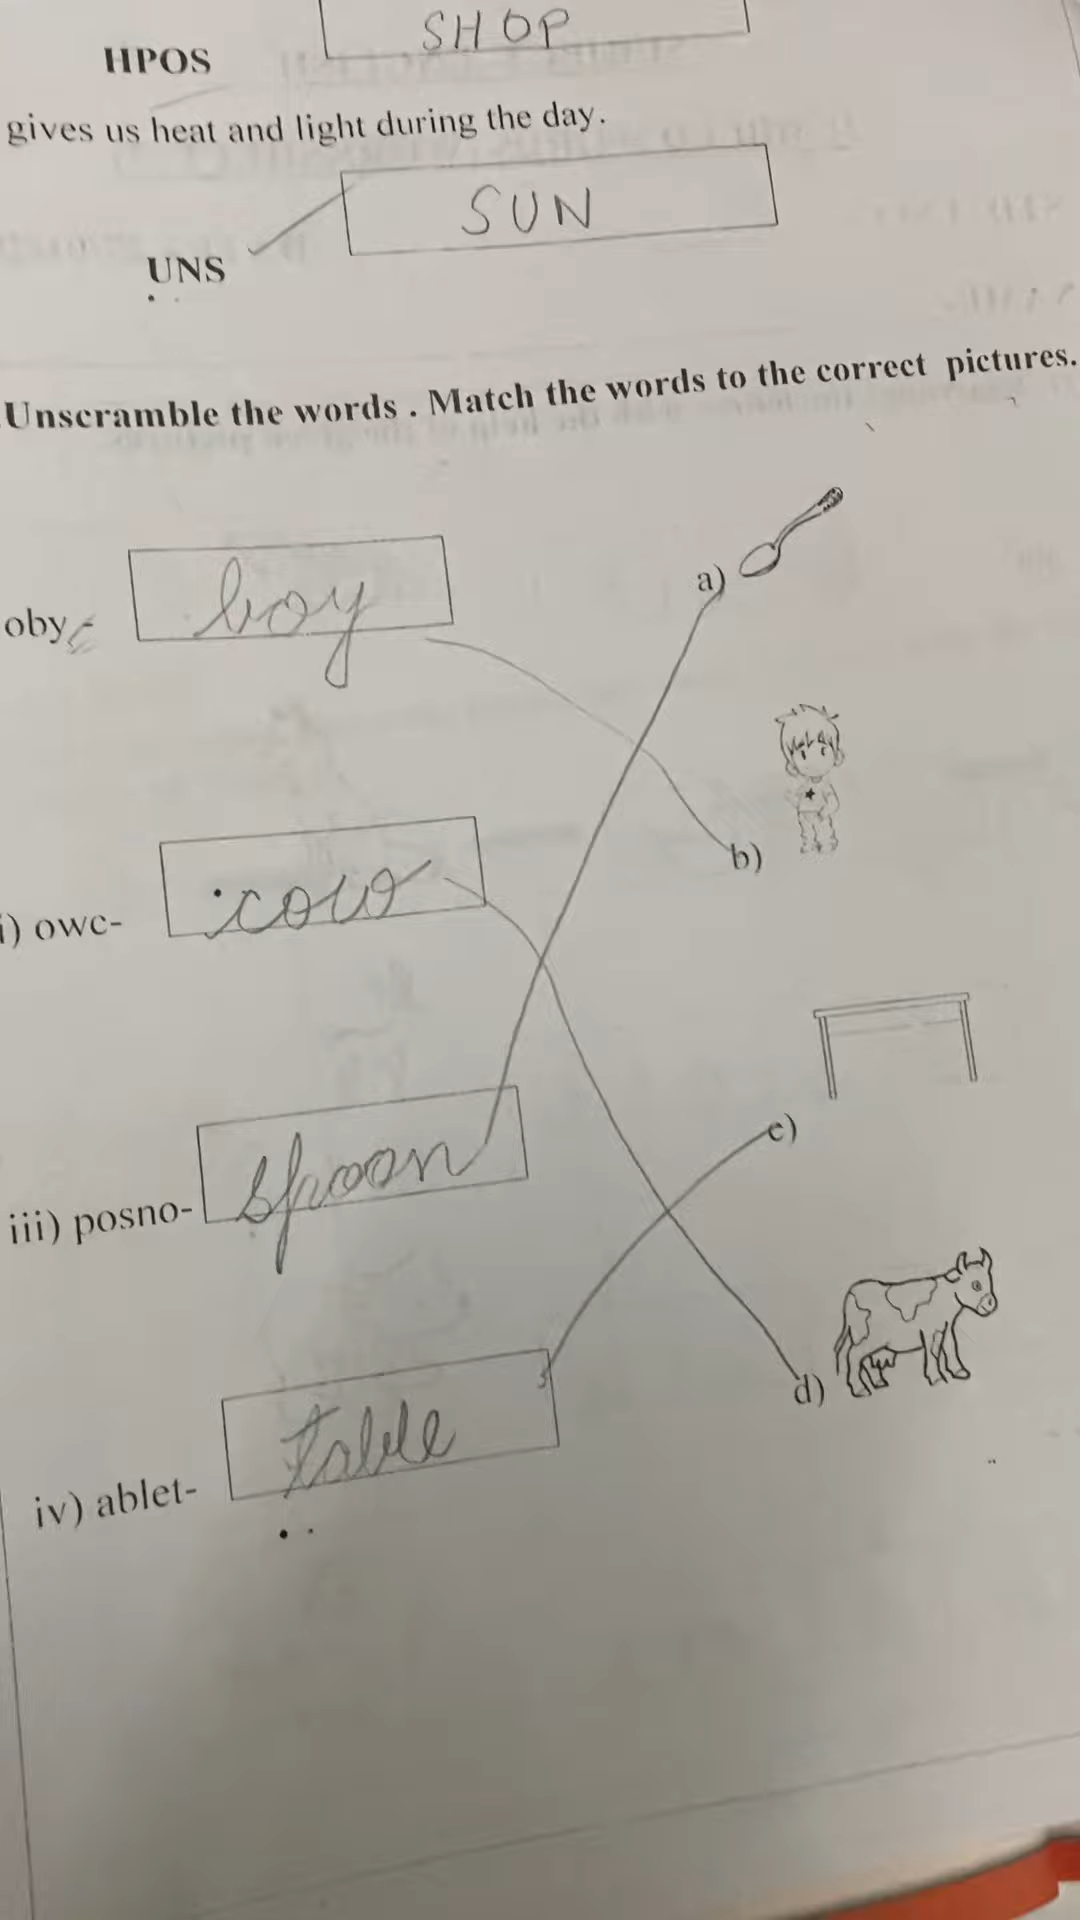 SHOP
HPOS
gives us heat and light during the day.
SUN
UNS
Unscramble the words . Match the words to the correct pictures.
a)
oby-
boy
b)
i) owc-
cow
c)
iii) posno-
spoon
d)
iv) ablet-
table